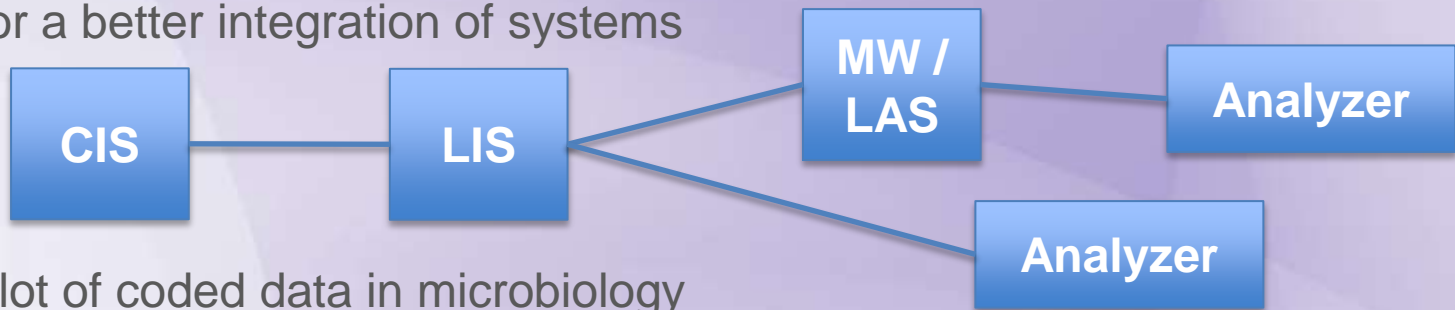 or a better integration of systems
MW /
LAS
Analyzer
CIS
LIS
Analyzer
lot of coded data in microbiology